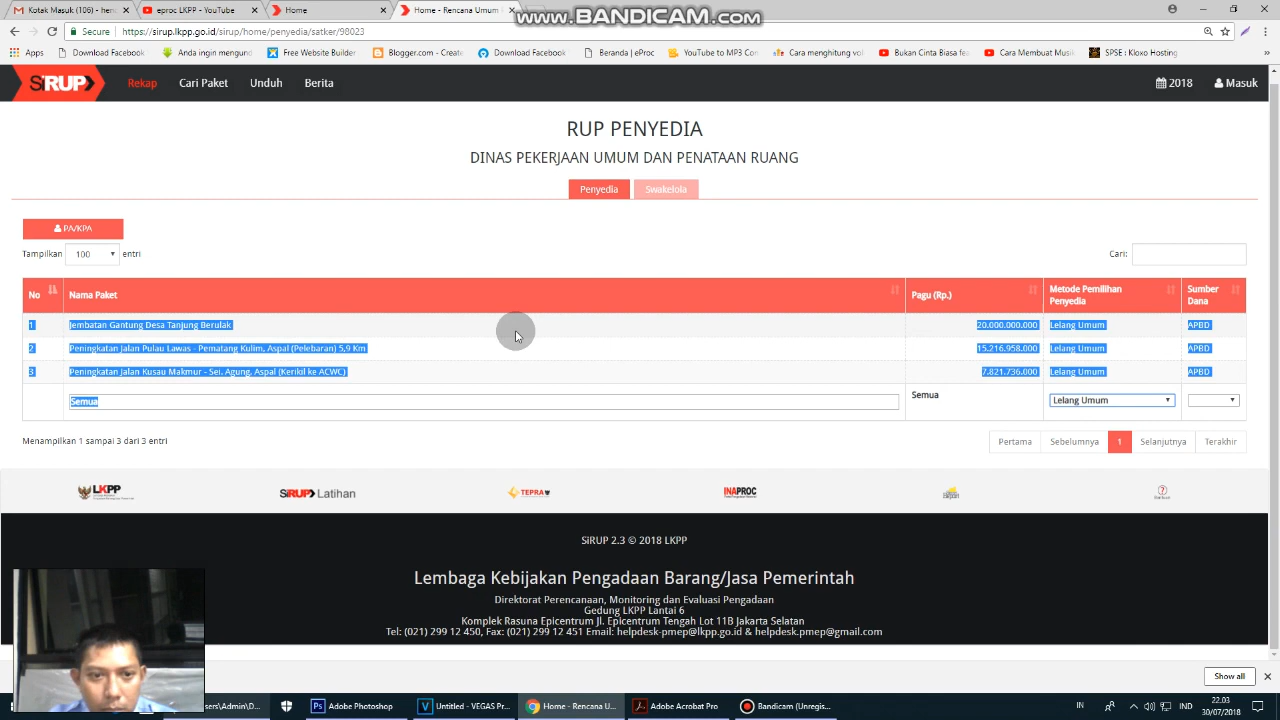 Home - Rencana Umum
www.BANDICAM.com
Home (106)
eproc LKPP - YouTube
Home
Home - Rencana Umum
Secure | https://sirup.lkpp.go.id/sirup/home/penyedia/satker/98023
Apps
Download Facebook
Anda ingin mengund
Free Website Builder
Blogger.com - Create
Download Facebook
Beranda | eProc
YouTube to MP3 Con
Cara menghitung vol
Bukan Cinta Biasa fea
Cara Membuat Musik
SPSE - Kloxo Hosting
SiRUP
Rekap
Cari Paket
Unduh
Berita
2018
Masuk
RUP PENYEDIA
DINAS PEKERJAAN UMUM DAN PENATAAN RUANG
Penyedia
Swakelola
PA/KPA
Tampilkan 100 entri
Cari:
No Nama Paket Pagu (Rp.) Metode Pemilihan Penyedia Sumber Dana
1 Jembatan Gantung Desa Tanjung Berulak 20.000.000.000 Lelang Umum APBD
2 Peningkatan Jalan Pulau Lawas - Pematang Kulim, Aspal (Pelebaran) 5,9 Km 15.216.958.000 Lelang Umum APBD
3 Peningkatan Jalan Kusau Makmur - Sei. Agung, Aspal (Kerikil ke ACWC) 7.821.736.000 Lelang Umum APBD
Semua Semua Lelang Umum
Menampilkan 1 sampai 3 dari 3 entri
Pertama Sebelumnya 1 Selanjutnya Terakhir
LKPP
SiRUP Latihan
TEPRA
INAPROC
SiRUP 2.3 © 2018 LKPP
Lembaga Kebijakan Pengadaan Barang/Jasa Pemerintah
Direktorat Perencanaan, Monitoring dan Evaluasi Pengadaan
Gedung LKPP Lantai 6
Komplek Rasuna Epicentrum Jl. Epicentrum Tengah Lot 11B Jakarta Selatan
Tel: (021) 299 12 450, Fax: (021) 299 12 451 Email: helpdesk-pmep@lkpp.go.id & helpdesk.pmep@gmail.com
Show all
sers\Admin\D...
Adobe Photoshop
Untitled - VEGAS Pr...
Home - Rencana U...
Adobe Acrobat Pro
Bandicam (Unregis...
IN
IND
22.03
30/07/2018